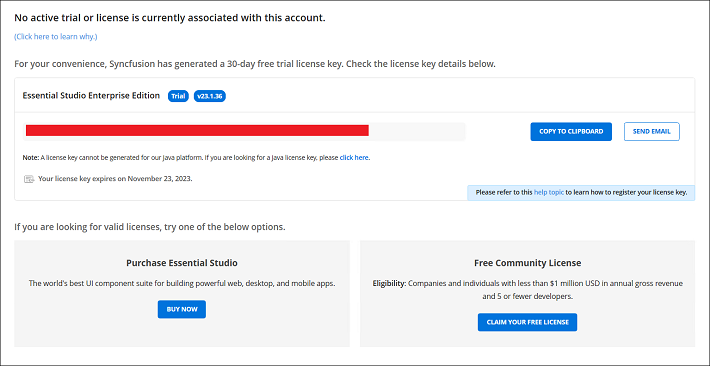 No active trial or license is currently associated with this account.
(Click here to learn why.)
For your convenience, Syncfusion has generated a 30-day free trial license key. Check the license key details below.
Essential Studio Enterprise Edition Trial v23.1.36
COPY TO CLIPBOARD SEND EMAIL
Note: A license key cannot be generated for our Java platform. If you are looking for a Java license key, please click here.
Your license key expires on November 23, 2023.
Please refer to this help topic to learn how to register your license key.
If you are looking for valid licenses, try one of the below options.
Purchase Essential Studio
The world's best UI component suite for building powerful web, desktop, and mobile apps.
BUY NOW
Free Community License
Eligibility: Companies and individuals with less than $1 million USD in annual gross revenue
and 5 or fewer developers.
CLAIM YOUR FREE LICENSE